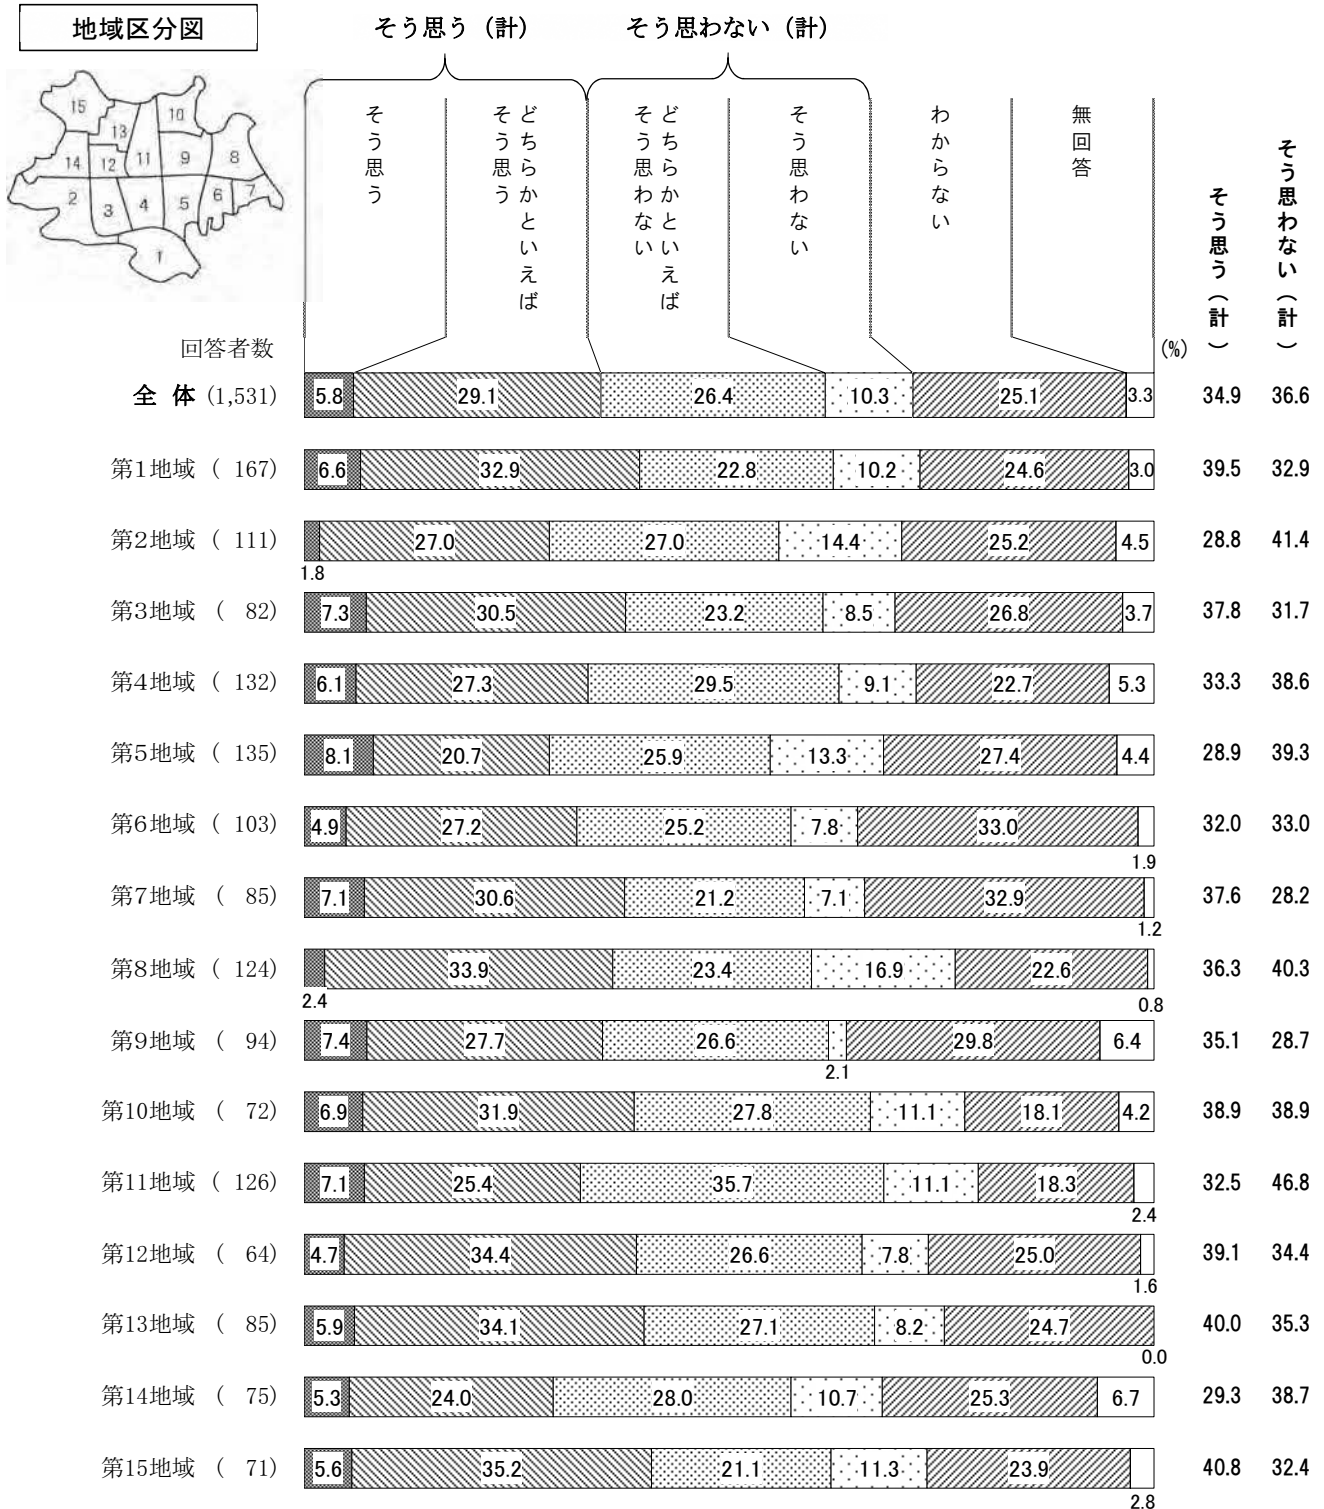 地域区分図
そう思う（計）
そう思わない（計）
15
10
13
14
12
11
9
8
2
3
4
5
6
7
1
そう思う
どちらかといえば
そう思う
どちらかといえば
そう思わない
そう思わない
わからない
無回答
そう思う（計）
そう思わない（計）
回答者数
(%)
全 体 (1,531) 5.8 29.1 26.4 10.3 25.1 3.3 34.9 36.6
第1地域 ( 167) 6.6 32.9 22.8 10.2 24.6 3.0 39.5 32.9
第2地域 ( 111) 27.0 27.0 14.4 25.2 4.5 28.8 41.4
1.8
第3地域 ( 82) 7.3 30.5 23.2 8.5 26.8 3.7 37.8 31.7
第4地域 ( 132) 6.1 27.3 29.5 9.1 22.7 5.3 33.3 38.6
第5地域 ( 135) 8.1 20.7 25.9 13.3 27.4 4.4 28.9 39.3
第6地域 ( 103) 4.9 27.2 25.2 7.8 33.0 32.0 33.0
1.9
第7地域 ( 85) 7.1 30.6 21.2 7.1 32.9 37.6 28.2
1.2
第8地域 ( 124) 33.9 23.4 16.9 22.6 36.3 40.3
2.4 0.8
第9地域 ( 94) 7.4 27.7 26.6 29.8 6.4 35.1 28.7
2.1
第10地域 ( 72) 6.9 31.9 27.8 11.1 18.1 4.2 38.9 38.9
第11地域 ( 126) 7.1 25.4 35.7 11.1 18.3 32.5 46.8
2.4
第12地域 ( 64) 4.7 34.4 26.6 7.8 25.0 39.1 34.4
1.6
第13地域 ( 85) 5.9 34.1 27.1 8.2 24.7 40.0 35.3
0.0
第14地域 ( 75) 5.3 24.0 28.0 10.7 25.3 6.7 29.3 38.7
第15地域 ( 71) 5.6 35.2 21.1 11.3 23.9 40.8 32.4
2.8